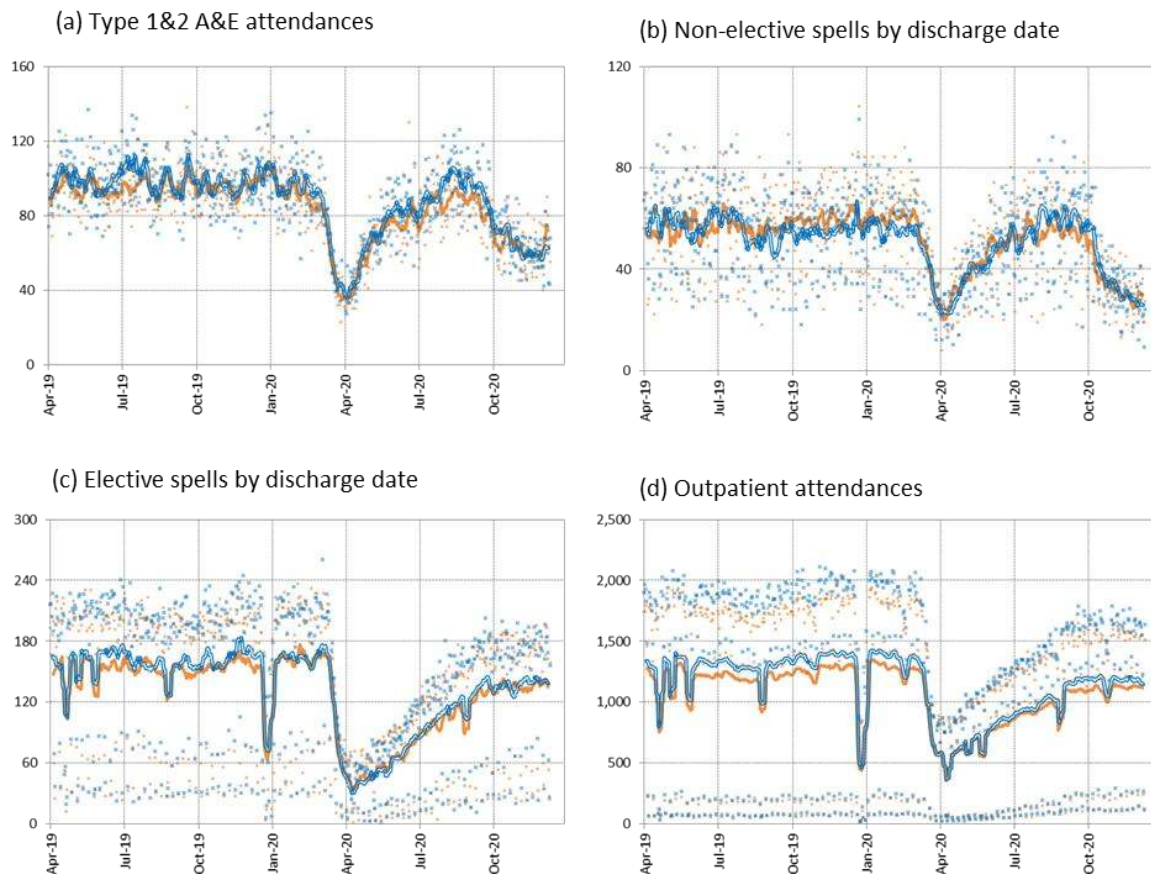 (a) Type 1&2 A&E attendances
160
120
80
40
0
Apr-19
Jul-19
Oct-19
Jan-20
Apr-20
Jul-20
Oct-20
(b) Non-elective spells by discharge date
120
80
40
0
Apr-19
Jul-19
Oct-19
Jan-20
Apr-20
Jul-20
Oct-20
(c) Elective spells by discharge date
300
240
180
120
60
0
Apr-19
Jul-19
Oct-19
Jan-20
Apr-20
Jul-20
Oct-20
(d) Outpatient attendances
2,500
2,000
1,500
1,000
500
0
Apr-19
Jul-19
Oct-19
Jan-20
Apr-20
Jul-20
Oct-20